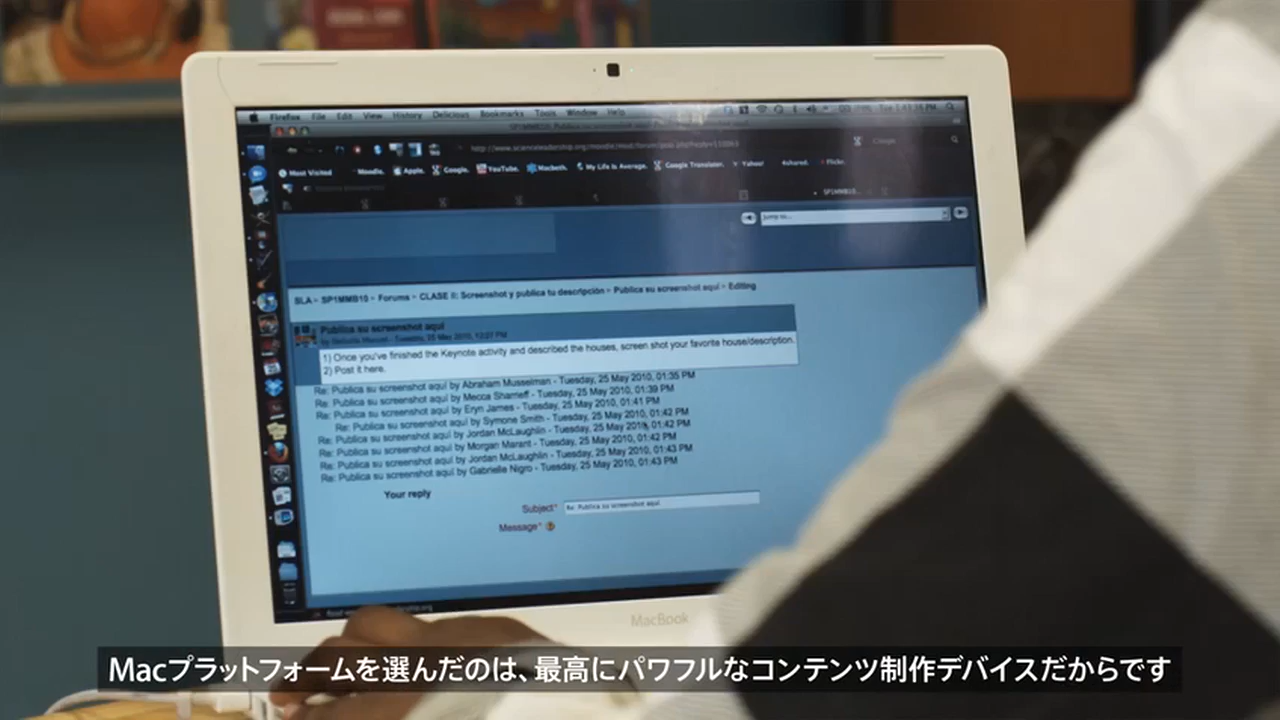 Firefox File Edit View History Delicious Bookmarks Tools Window Help
Most Visited Moodle. Apple. Google. YouTube. Macbeth. My Life Is Average. Google Translator. Yahoo! 4shared. Flickr.
SP1MMB10...
Jump to...
SLA ▸ SP1MMB10 ▸ Forums ▸ CLASE II: Screenshot y publica tu descripción ▸ Publica su screenshot aquí ▸ Editing
Publica su screenshot aquí
Tuesday, 25 May 2010, 12:21 PM
1) Once you've finished the Keynote activity and described the houses, screen shot your favorite house/description.
2) Post it here.
Re: Publica su screenshot aquí by Abraham Musselman - Tuesday, 25 May 2010, 01:35 PM
Re: Publica su screenshot aquí by Mecca Sharrieff - Tuesday, 25 May 2010, 01:39 PM
Re: Publica su screenshot aquí by Eryn James - Tuesday, 25 May 2010, 01:41 PM
Re: Publica su screenshot aquí by Symone Smith - Tuesday, 25 May 2010, 01:42 PM
Re: Publica su screenshot aquí by Jordan McLaughlin - Tuesday, 25 May 2010, 01:42 PM
Re: Publica su screenshot aquí by Morgan Marant - Tuesday, 25 May 2010, 01:42 PM
Re: Publica su screenshot aquí by Jordan McLaughlin - Tuesday, 25 May 2010, 01:43 PM
Re: Publica su screenshot aquí by Gabrielle Nigro - Tuesday, 25 May 2010, 01:43 PM
Your reply
Subject* Re: Publica su screenshot aquí
Message*
MacBook
Macプラットフォームを選んだのは、最高にパワフルなコンテンツ制作デバイスだからです